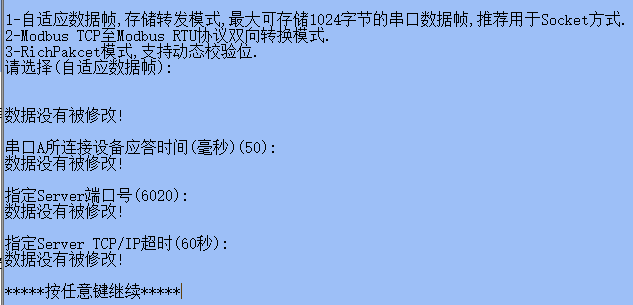 1-自适应数据帧,存储转发模式,最大可存储1024字节的串口数据帧,推荐用于Socket方式.
2-Modbus TCP至Modbus RTU协议双向转换模式.
3-RichPakcet模式,支持动态校验位.
请选择(自适应数据帧):
数据没有被修改!
串口A所连接设备应答时间(毫秒)(50):
数据没有被修改!
指定Server端口号(6020):
数据没有被修改!
指定Server TCP/IP超时(60秒):
数据没有被修改!
*****按任意键继续*****